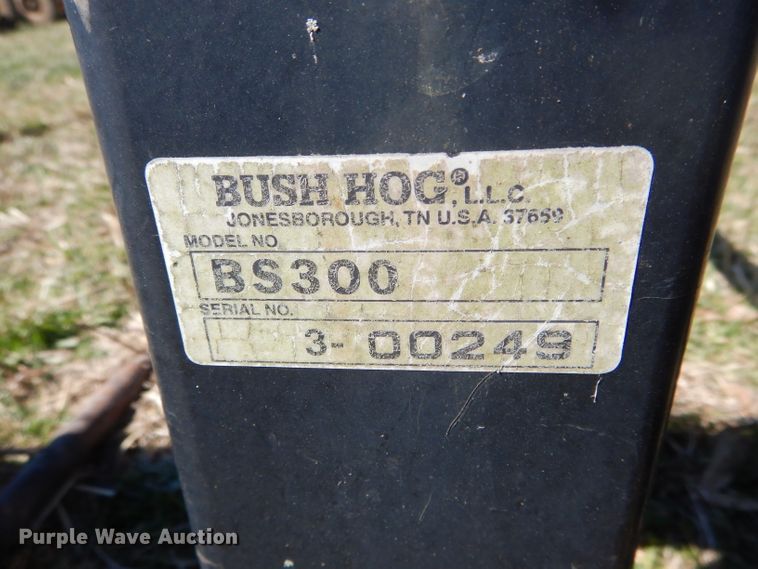 BUSH HOG®, L.L.C.
JONESBOROUGH, TN U.S.A. 37659
MODEL NO
BS300
SERIAL NO.
3- 00249
Purple Wave Auction